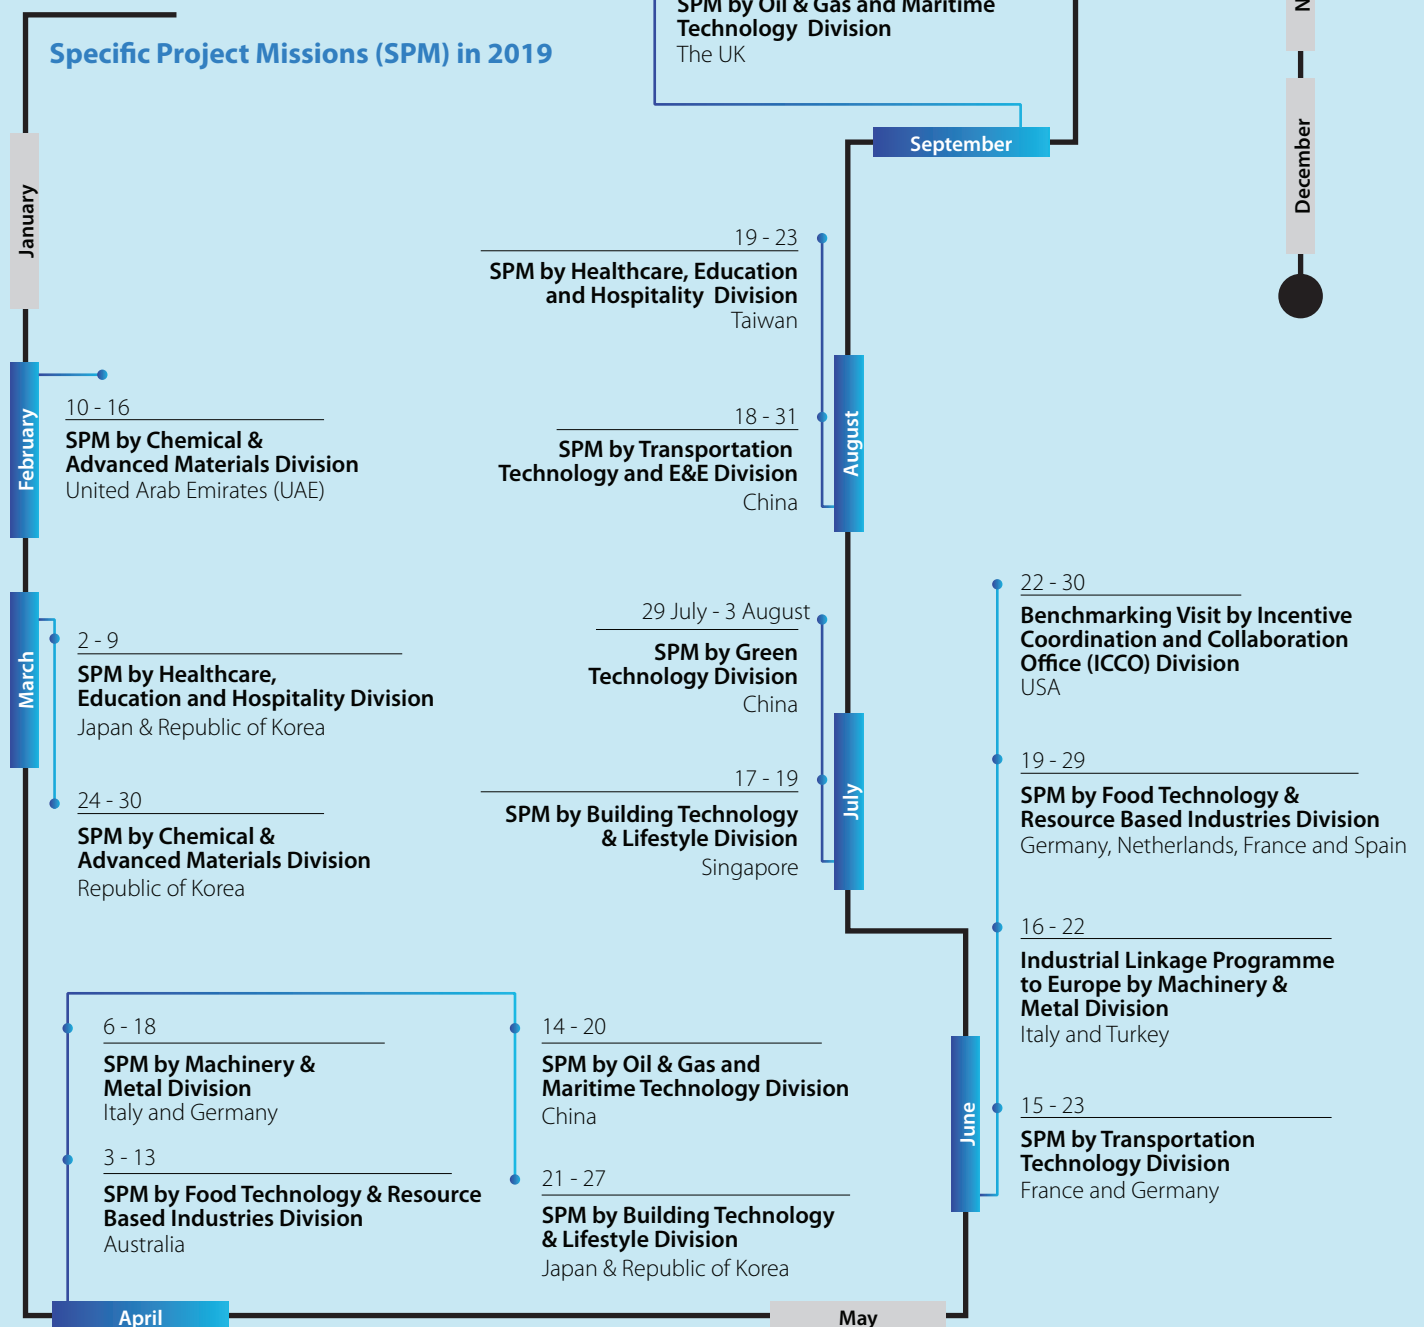 Specific Project Missions (SPM) in 2019
January
February
10 - 16
SPM by Chemical &
Advanced Materials Division
United Arab Emirates (UAE)
March
2 - 9
SPM by Healthcare,
Education and Hospitality Division
Japan & Republic of Korea
24 - 30
SPM by Chemical &
Advanced Materials Division
Republic of Korea
6 - 18
SPM by Machinery &
Metal Division
Italy and Germany
3 - 13
SPM by Food Technology & Resource
Based Industries Division
Australia
14 - 20
SPM by Oil & Gas and
Maritime Technology Division
China
21 - 27
SPM by Building Technology
& Lifestyle Division
Japan & Republic of Korea
April
May
June
22 - 30
Benchmarking Visit by Incentive
Coordination and Collaboration
Office (ICCO) Division
USA
19 - 29
SPM by Food Technology &
Resource Based Industries Division
Germany, Netherlands, France and Spain
16 - 22
Industrial Linkage Programme
to Europe by Machinery &
Metal Division
Italy and Turkey
15 - 23
SPM by Transportation
Technology Division
France and Germany
July
29 July - 3 August
SPM by Green
Technology Division
China
17 - 19
SPM by Building Technology
& Lifestyle Division
Singapore
August
19 - 23
SPM by Healthcare, Education
and Hospitality Division
Taiwan
18 - 31
SPM by Transportation
Technology and E&E Division
China
September
SPM by Oil & Gas and Maritime
Technology Division
The UK
December